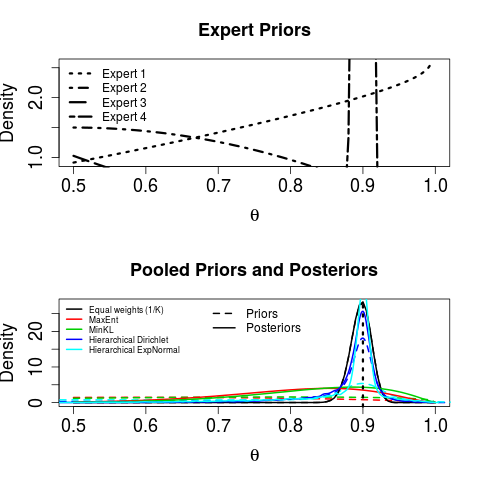 Expert Priors
Density
1.0
2.0
Expert 1
Expert 2
Expert 3
Expert 4
0.5 0.6 0.7 0.8 0.9 1.0
θ
Pooled Priors and Posteriors
Density
0 10 20
Equal weights (1/K)
MaxEnt
MinKL
Hierarchical Dirichlet
Hierarchical ExpNormal
Priors
Posteriors
0.5 0.6 0.7 0.8 0.9 1.0
θ